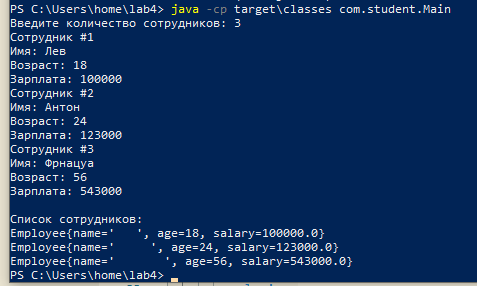 PS C:\Users\home\lab4> java -cp target\classes com.student.Main
Введите количество сотрудников: 3
Сотрудник #1
Имя: Лев
Возраст: 18
Зарплата: 100000
Сотрудник #2
Имя: Антон
Возраст: 24
Зарплата: 123000
Сотрудник #3
Имя: Фрнацуа
Возраст: 56
Зарплата: 543000
Список сотрудников:
Employee{name='   ', age=18, salary=100000.0}
Employee{name='     ', age=24, salary=123000.0}
Employee{name='       ', age=56, salary=543000.0}
PS C:\Users\home\lab4>